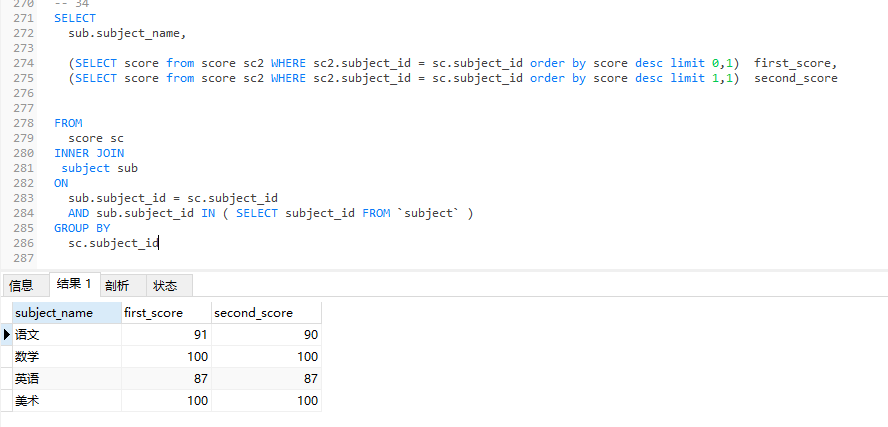 270 -- 34
271 SELECT
272 sub.subject_name,
273
274 (SELECT score from score sc2 WHERE sc2.subject_id = sc.subject_id order by score desc limit 0,1) first_score,
275 (SELECT score from score sc2 WHERE sc2.subject_id = sc.subject_id order by score desc limit 1,1) second_score
276
277
278 FROM
279 score sc
280 INNER JOIN
281 subject sub
282 ON
283 sub.subject_id = sc.subject_id
284 AND sub.subject_id IN ( SELECT subject_id FROM `subject` )
285 GROUP BY
286 sc.subject_id
287
信息 结果 1 剖析 状态
subject_name first_score second_score
语文 91 90
数学 100 100
英语 87 87
美术 100 100